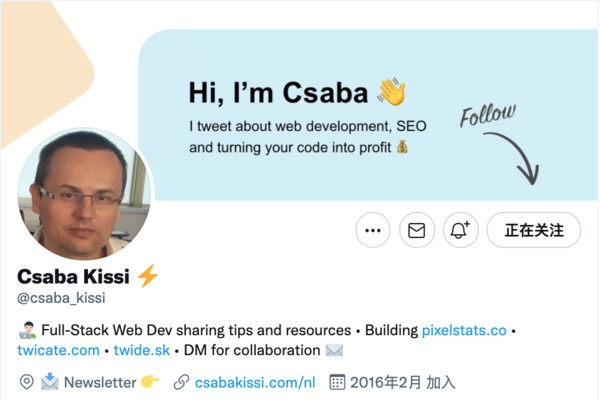 Hi, I’m Csaba 👋
I tweet about web development, SEO
and turning your code into profit 💰
Follow
正在关注
Csaba Kissi ⚡
@csaba_kissi
👨🏻‍💻 Full-Stack Web Dev sharing tips and resources • Building pixelstats.co •
twicate.com • twide.sk • DM for collaboration ✉️
📩 Newsletter 👉 csabakissi.com/nl 2016年2月 加入